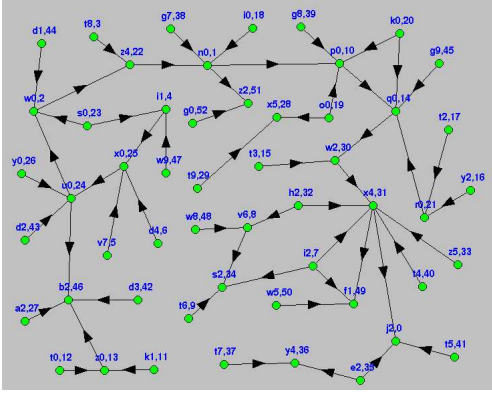 g7,38 i0,18 g8,39 k0,20
d1,44 t8,3
z4,22 n0,1 p0,10 g9,45
w0,2 s0,23 i1,4 g0,52 z2,51 x5,28 o0,19 q0,14
t2,17
y0,26 x0,25 w9,47 t9,29 t3,15 w2,30
u0,24 h2,32 x4,31 r0,21 y2,16
d2,43 v7,5 d4,6 w8,48 v6,8
i2,7 z5,33
b2,46 d3,42 s2,34 t4,40
a2,27 t6,9 w5,50 f1,49
j2,0
t0,12 z0,13 k1,11 t7,37 y4,36 e2,35 t5,41